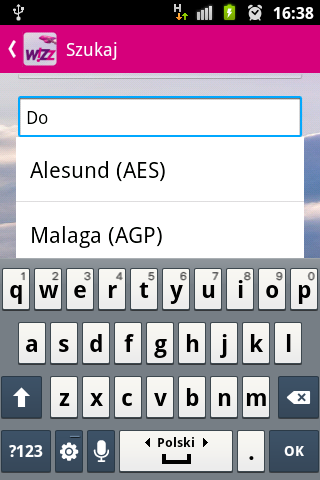 H
16:38
W!ZZ
Szukaj
Do
Alesund (AES)
Malaga (AGP)
1 2 3 4 5 6 7 8 9 0
q w e r t y u i o p
a s d f g h j k l
z x c v b n m
?123
Polski
.
OK